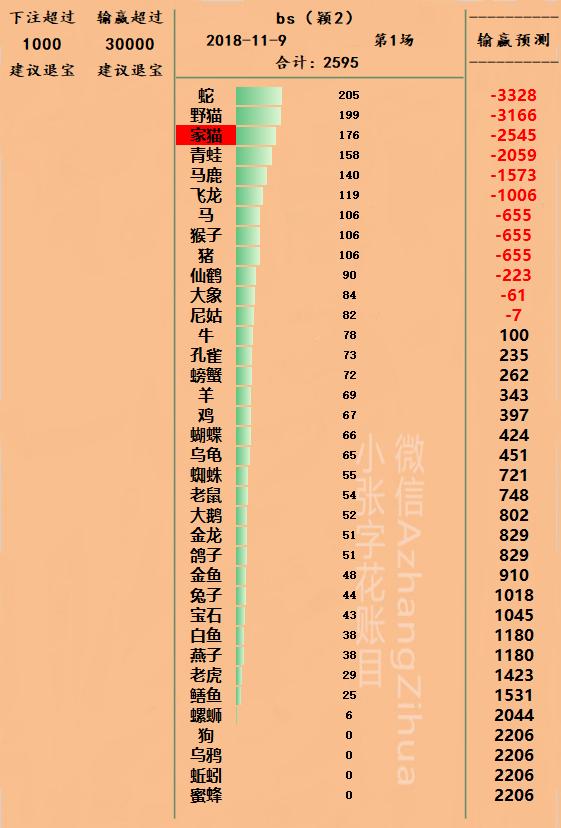 下注超过 输赢超过
1000 30000
建议退宝 建议退宝
bs（颖2）
2018-11-9 第1场
合计：2595
输赢预测
蛇 205 -3328
野猫 199 -3166
家猫 176 -2545
青蛙 158 -2059
马鹿 140 -1573
飞龙 119 -1006
马 106 -655
猴子 106 -655
猪 106 -655
仙鹤 90 -223
大象 84 -61
尼姑 82 -7
牛 78 100
孔雀 73 235
螃蟹 72 262
羊 69 343
鸡 67 397
蝴蝶 66 424
乌龟 65 451
蜘蛛 55 721
老鼠 54 748
大鹅 52 802
金龙 51 829
鸽子 51 829
金鱼 48 910
兔子 44 1018
宝石 43 1045
白鱼 38 1180
燕子 38 1180
老虎 29 1423
鳝鱼 25 1531
螺蛳 6 2044
狗 0 2206
乌鸦 0 2206
蚯蚓 0 2206
蜜蜂 0 2206
微信AzhangZihua
小张字花账目